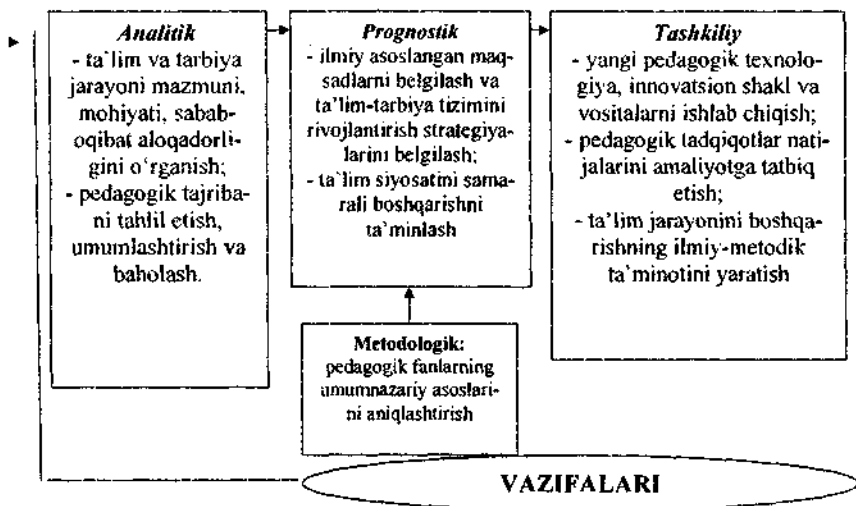 Analitik
- ta'lim va tarbiya
jarayoni mazmuni,
mohiyati, sabab-
oqibat aloqadorli-
gini o‘rganish;
- pedagogik tajriba-
ni tahlil etish,
umumlashtirish va
baholash.
Prognostik
- ilmiy asoslangan maq-
sadlarni belgilash va
ta'lim-tarbiya tizimini
rivojlantirish strategiya-
larini belgilash;
- ta'lim siyosatini sama-
rali boshqarishni
ta'minlash
Tashkiliy
- yangi pedagogik texnolo-
giya, innovatsion shakl va
vositalarni ishlab chiqish;
- pedagogik tadqiqotlar nati-
jalarini amaliyotga tatbiq
etish;
- ta'lim jarayonini boshqa-
rishning ilmiy-metodik
ta'minotini yaratish
Metodologik:
pedagogik fanlarning
umumnazariy asoslari-
ni aniqlashtirish
VAZIFALARI